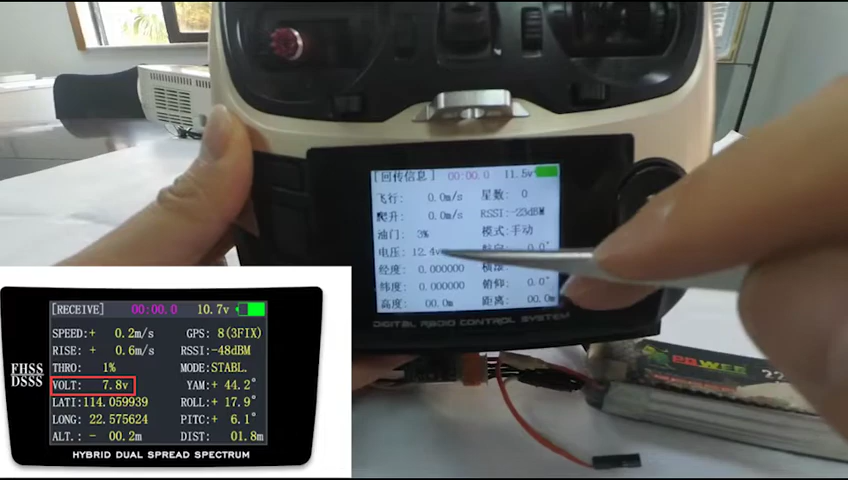 [回传信息] 00:00.0 11.5v
飞行: 0.0m/s 星数: 0
爬升: 0.0m/s RSSI:-23dBM
油门: 3% 模式:手动
电压: 12.4v 0.0°
经度: 0.000000
纬度: 0.000000 俯仰: 0.0°
高度: 00.0m 距离: 00.0m
DIGITAL RADIO CONTROL SYSTEM
[RECEIVE] 00:00.0 10.7v
SPEED:+ 0.2m/s GPS: 8(3FIX)
RISE: + 0.6m/s RSSI:-48dBM
THRO: 1% MODE:STABL.
VOLT: 7.8v YAM:+ 44.2°
LATI:114.059939 ROLL:+ 17.9°
LONG: 22.575624 PITC:+ 6.1°
ALT.: - 00.2m DIST: 01.8m
FHSS
DSSS
HYBRID DUAL SPREAD SPECTRUM